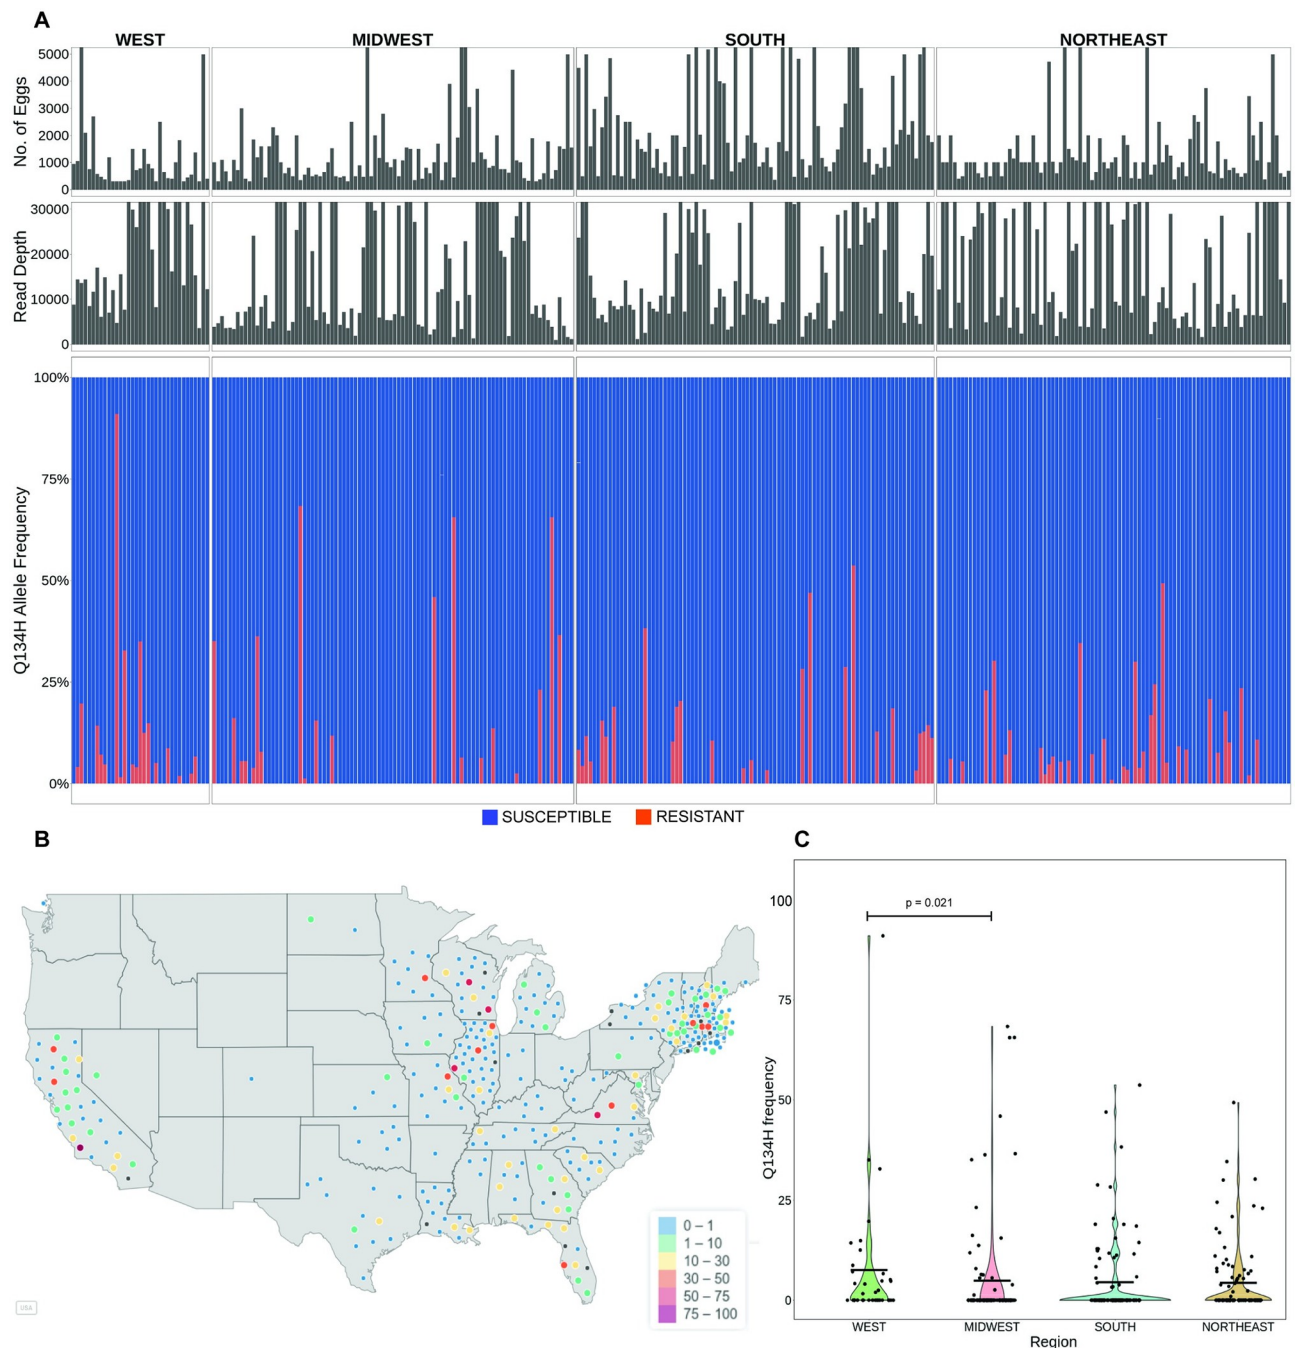 A
WEST MIDWEST SOUTH NORTHEAST
No. of Eggs
5000
4000
3000
2000
1000
0
Read Depth
30000
20000
10000
0
Q134H Allele Frequency
100%
75%
50%
25%
0%
SUSCEPTIBLE RESISTANT
B
USA
0 – 1
1 – 10
10 – 30
30 – 50
50 – 75
75 – 100
C
Q134H frequency
100
75
50
25
0
p = 0.021
WEST MIDWEST SOUTH NORTHEAST
Region